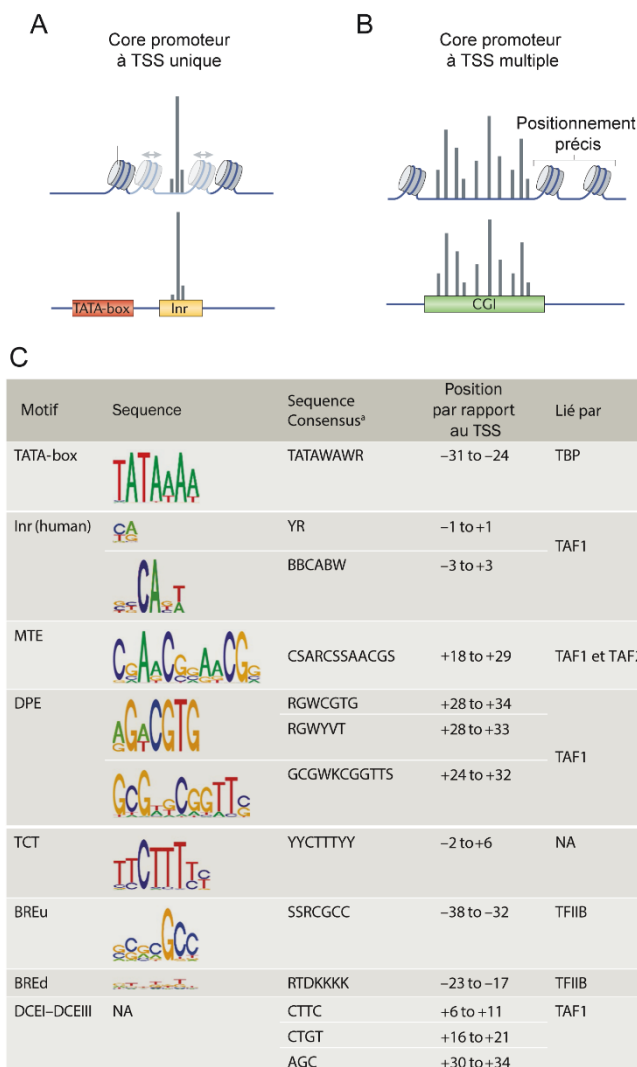 A
Core promoteur
à TSS unique
TATA-box
Inr
B
Core promoteur
à TSS multiple
Positionnement
précis
CGI
C
Motif Sequence Sequence Consensusª Position par rapport au TSS Lié par
TATA-box TATAAAA TATAWAWR –31 to –24 TBP
Inr (human) CA YR –1 to +1 TAF1
BBCABW –3 to +3
MTE CSARCSSAACGS +18 to +29 TAF1 et TAF
DPE AGACGTG RGWCGTG +28 to +34 TAF1
RGWYVT +28 to +33
GCGWKCGGTTS +24 to +32
TCT YYCTTTYY –2 to +6 NA
BREu SSRCGCC –38 to –32 TFIIB
BREd RTDKKKK –23 to –17 TFIIB
DCEI–DCEIII NA CTTC +6 to +11 TAF1
CTGT +16 to +21
AGC +30 to +34